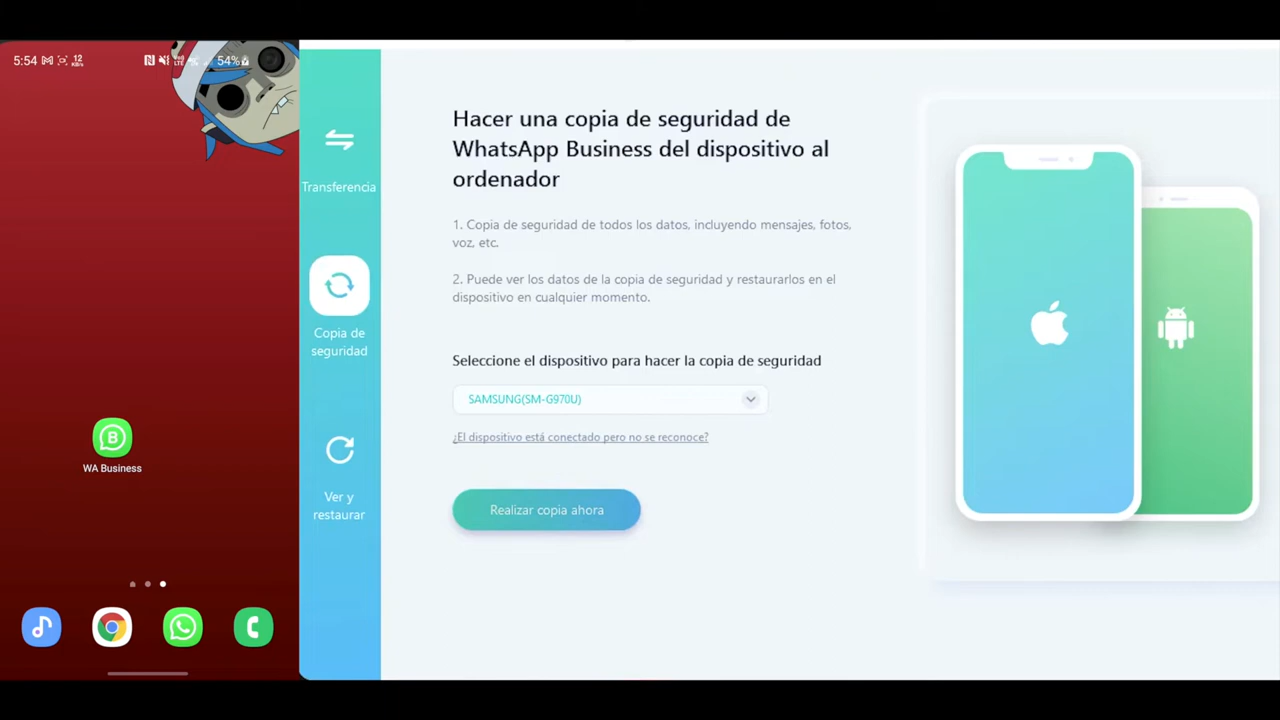 5:54
12
KB/s
54%
WA Business
Transferencia
Copia de
seguridad
Ver y
restaurar
Hacer una copia de seguridad de
WhatsApp Business del dispositivo al
ordenador
1. Copia de seguridad de todos los datos, incluyendo mensajes, fotos,
voz, etc.
2. Puede ver los datos de la copia de seguridad y restaurarlos en el
dispositivo en cualquier momento.
Seleccione el dispositivo para hacer la copia de seguridad
SAMSUNG(SM-G970U)
¿El dispositivo está conectado pero no se reconoce?
Realizar copia ahora